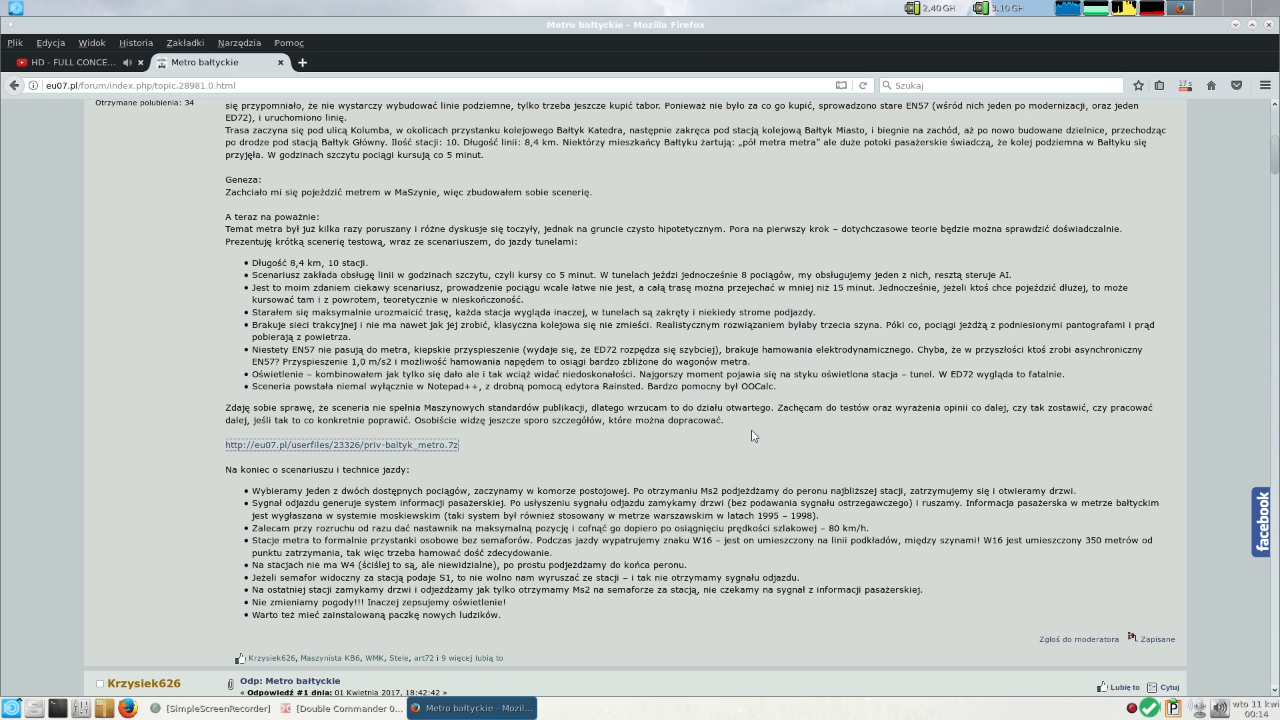 2,40 GH 3,10 GH
Metro bałtyckie - Mozilla Firefox
Plik Edycja Widok Historia Zakładki Narzędzia Pomoc
HD - FULL CONCE... Metro bałtyckie
eu07.pl/forum/index.php/topic.28981.0.html Szukaj 17 s
Otrzymane polubienia: 34
się przypomniało, że nie wystarczy wybudować linie podziemne, tylko trzeba jeszcze kupić tabor. Ponieważ nie było za co go kupić, sprowadzono stare EN57 (wśród nich jeden po modernizacji, oraz jeden
ED72), i uruchomiono linię.
Trasa zaczyna się pod ulicą Kolumba, w okolicach przystanku kolejowego Bałtyk Katedra, następnie zakręca pod stacją kolejową Bałtyk Miasto, i biegnie na zachód, aż po nowo budowane dzielnice, przechodząc
po drodze pod stacją Bałtyk Główny. Ilość stacji: 10. Długość linii: 8,4 km. Niektórzy mieszkańcy Bałtyku żartują: „pół metra metra” ale duże potoki pasażerskie świadczą, że kolej podziemna w Bałtyku się
przyjęła. W godzinach szczytu pociągi kursują co 5 minut.
Geneza:
Zachciało mi się pojeździć metrem w MaSzynie, więc zbudowałem sobie scenerię.
A teraz na poważnie:
Temat metra był już kilka razy poruszany i różne dyskusje się toczyły, jednak na gruncie czysto hipotetycznym. Pora na pierwszy krok – dotychczasowe teorie będzie można sprawdzić doświadczalnie.
Prezentuję krótką scenerię testową, wraz ze scenariuszem, do jazdy tunelami:
• Długość 8,4 km, 10 stacji.
• Scenariusz zakłada obsługę linii w godzinach szczytu, czyli kursy co 5 minut. W tunelach jeździ jednocześnie 8 pociągów, my obsługujemy jeden z nich, resztą steruje AI.
• Jest to moim zdaniem ciekawy scenariusz, prowadzenie pociągu wcale łatwe nie jest, a całą trasę można przejechać w mniej niż 15 minut. Jednocześnie, jeżeli ktoś chce pojeździć dłużej, to może
kursować tam i z powrotem, teoretycznie w nieskończoność.
• Starałem się maksymalnie urozmaicić trasę, każda stacja wygląda inaczej, w tunelach są zakręty i niekiedy strome podjazdy.
• Brakuje sieci trakcyjnej i nie ma nawet jak jej zrobić, klasyczna kolejowa się nie zmieści. Realistycznym rozwiązaniem byłaby trzecia szyna. Póki co, pociągi jeżdżą z podniesionymi pantografami i prąd
pobierają z powietrza.
• Niestety EN57 nie pasują do metra, kiepskie przyspieszenie (wydaje się, że ED72 rozpędza się szybciej), brakuje hamowania elektrodynamicznego. Chyba, że w przyszłości ktoś zrobi asynchroniczny
EN57? Przyspieszenie 1,0 m/s2 i możliwość hamowania napędem to osiągi bardzo zbliżone do wagonów metra.
• Oświetlenie – kombinowałem jak tylko się dało ale i tak wciąż widać niedoskonałości. Najgorszy moment pojawia się na styku oświetlona stacja – tunel. W ED72 wygląda to fatalnie.
• Sceneria powstała niemal wyłącznie w Notepad++, z drobną pomocą edytora Rainsted. Bardzo pomocny był OOCalc.
Zdaję sobie sprawę, że sceneria nie spełnia Maszynowych standardów publikacji, dlatego wrzucam to do działu otwartego. Zachęcam do testów oraz wyrażenia opinii co dalej, czy tak zostawić, czy pracować
dalej, jeśli tak to co konkretnie poprawić. Osobiście widzę jeszcze sporo szczegółów, które można dopracować.
http://eu07.pl/userfiles/23326/priv-baltyk_metro.7z
Na koniec o scenariuszu i technice jazdy:
• Wybieramy jeden z dwóch dostępnych pociągów, zaczynamy w komorze postojowej. Po otrzymaniu Ms2 podjeżdżamy do peronu najbliższej stacji, zatrzymujemy się i otwieramy drzwi.
• Sygnał odjazdu generuje system informacji pasażerskiej. Po usłyszeniu sygnału odjazdu zamykamy drzwi (bez podawania sygnału ostrzegawczego) i ruszamy. Informacja pasażerska w metrze bałtyckim
jest wygłaszana w systemie moskiewskim (taki system był również stosowany w metrze warszawskim w latach 1995 – 1998).
• Zalecam przy rozruchu od razu dać nastawnik na maksymalną pozycję i cofnąć go dopiero po osiągnięciu prędkości szlakowej – 80 km/h.
• Stacje metra to formalnie przystanki osobowe bez semaforów. Podczas jazdy wypatrujemy znaku W16 – jest on umieszczony na linii podkładów, między szynami! W16 jest umieszczony 350 metrów od
punktu zatrzymania, tak więc trzeba hamować dość zdecydowanie.
• Na stacjach nie ma W4 (ściślej to są, ale niewidzialne), po prostu podjeżdżamy do końca peronu.
• Jeżeli semafor widoczny za stacją podaje S1, to nie wolno nam wyruszać ze stacji – i tak nie otrzymamy sygnału odjazdu.
• Na ostatniej stacji zamykamy drzwi i odjeżdżamy jak tylko otrzymamy Ms2 na semaforze za stacją, nie czekamy na sygnał z informacji pasażerskiej.
• Nie zmieniamy pogody!!! Inaczej zepsujemy oświetlenie!
• Warto też mieć zainstalowaną paczkę nowych ludzików.
Zgłoś do moderatora Zapisane
Krzysiek626, Maszynista KB6, WMK, Stele, art72 i 9 więcej lubią to
facebook
Krzysiek626
Odp: Metro bałtyckie
« Odpowiedź #1 dnia: 01 Kwietnia 2017, 18:42:42 »
Lubię to Cytuj
[SimpleScreenRecorder] [Double Commander 0... Metro bałtyckie - Mozil...
wto 11 kwi
00:14